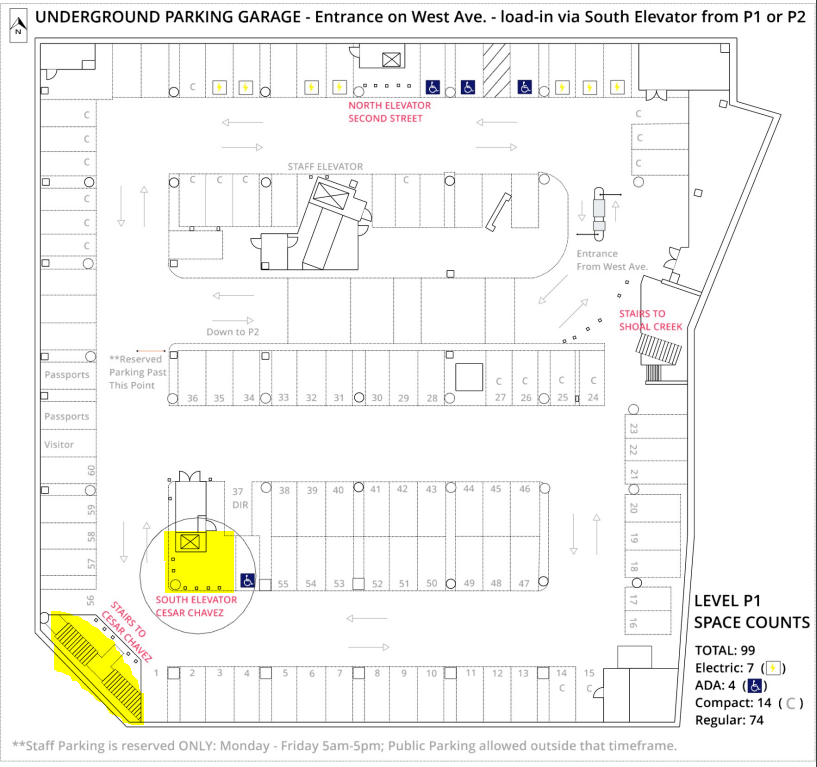 UNDERGROUND PARKING GARAGE - Entrance on West Ave. - load-in via South Elevator from P1 or P2
N
C
NORTH ELEVATOR
SECOND STREET
C
C
C
C
C
C
STAFF ELEVATOR
C C C C
C
C
C
Entrance
From West Ave.
STAIRS TO
SHOAL CREEK
Down to P2
**Reserved
Parking Past
This Point
C C C C
36 35 34 33 32 31 30 29 28 27 26 25 24
Passports
Passports
Visitor
60
59
58
57
56
23
22
21
20
19
18
17
16
37
DIR
38 39 40 41 42 43 44 45 46
55 54 53 52 51 50 49 48 47
SOUTH ELEVATOR
CESAR CHAVEZ
STAIRS TO
CESAR CHAVEZ
1 2 3 4 5 6 7 8 9 10 11 12 13 14 15
C C
LEVEL P1
SPACE COUNTS
TOTAL: 99
Electric: 7 ( )
ADA: 4 ( )
Compact: 14 ( C )
Regular: 74
**Staff Parking is reserved ONLY: Monday - Friday 5am-5pm; Public Parking allowed outside that timeframe.